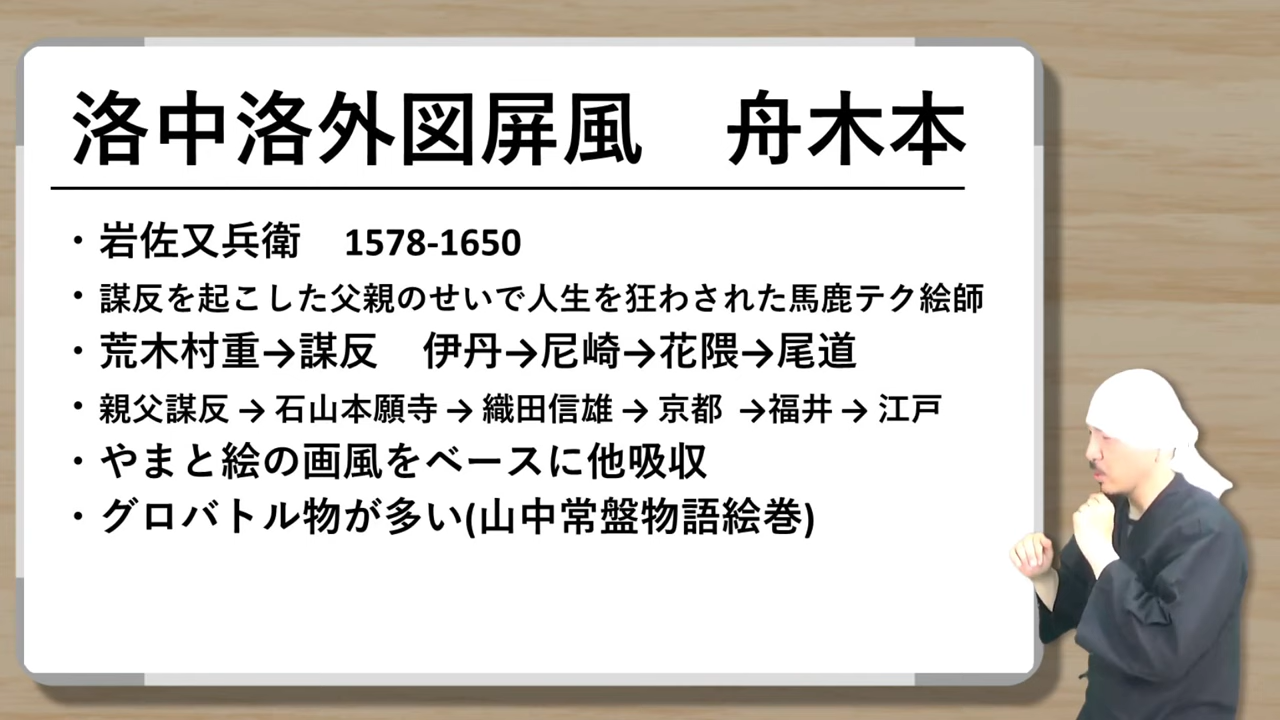 洛中洛外図屏風　舟木本
・岩佐又兵衛　1578-1650
・謀反を起こした父親のせいで人生を狂わされた馬鹿テク絵師
・荒木村重→謀反　伊丹→尼崎→花隈→尾道
・親父謀反 → 石山本願寺 → 織田信雄 → 京都 →福井 → 江戸
・やまと絵の画風をベースに他吸収
・グロバトル物が多い(山中常盤物語絵巻)